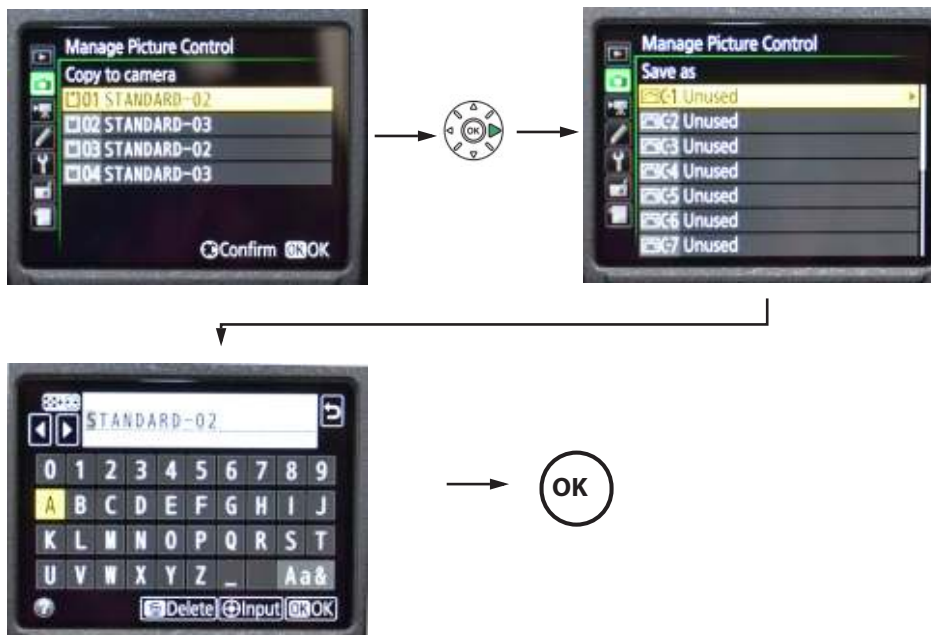 Manage Picture Control
Copy to camera
01 STANDARD-02
02 STANDARD-03
03 STANDARD-02
04 STANDARD-03
Confirm OK OK
OK
Manage Picture Control
Save as
C-1 Unused
C-2 Unused
C-3 Unused
C-4 Unused
C-5 Unused
C-6 Unused
C-7 Unused
STANDARD-02
0 1 2 3 4 5 6 7 8 9
A B C D E F G H I J
K L M N O P Q R S T
U V W X Y Z _ Aa&
? Delete Input OK OK
OK